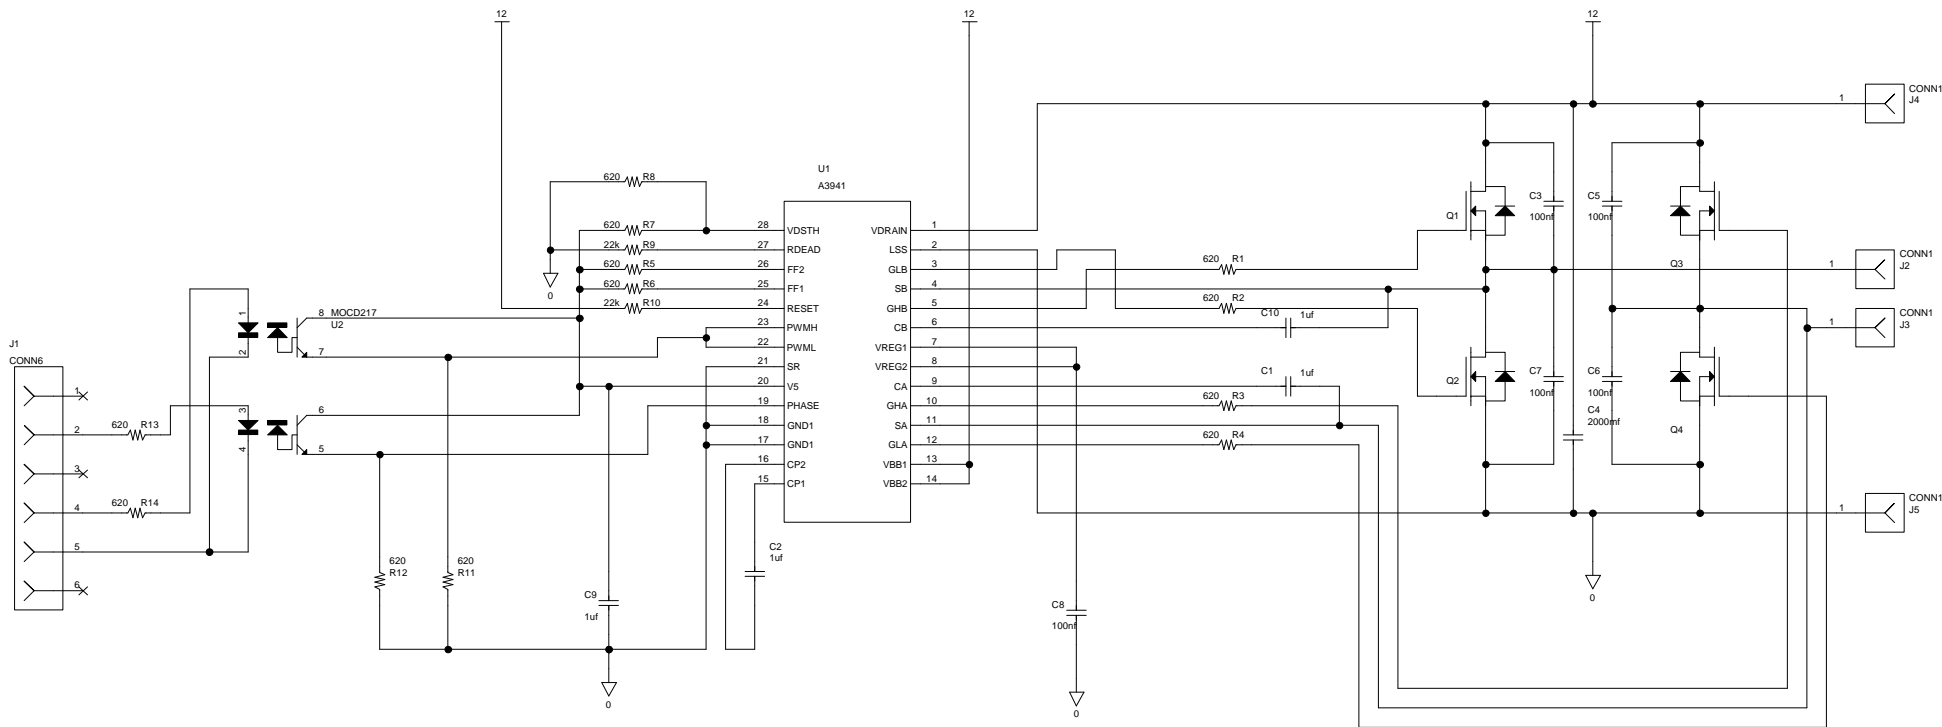 12
12
12
1
CONN1
J4
U1
A3941
620 R8
620 R7
22k R9
620 R5
620 R6
22k R10
0
28 VDSTH
27 RDEAD
26 FF2
25 FF1
24 RESET
23 PWMH
22 PWML
21 SR
20 V5
19 PHASE
18 GND1
17 GND1
16 CP2
15 CP1
VDRAIN 1
LSS 2
GLB 3
SB 4
GHB 5
CB 6
VREG1 7
VREG2 8
CA 9
GHA 10
SA 11
GLA 12
VBB1 13
VBB2 14
620 R1
620 R2
C10
1uf
C1
1uf
620 R3
620 R4
Q1
C3
100nf
C5
100nf
Q3
1
CONN1
J2
1
CONN1
J3
Q2
C7
100nf
C6
100nf
C4
2000mf
Q4
1
CONN1
J5
0
1
2
8 MOCD217
U2
7
3
4
6
5
J1
CONN6
1
2
3
4
5
6
620 R13
620 R14
620
R12
620
R11
C9
1uf
0
C2
1uf
C8
100nf
0